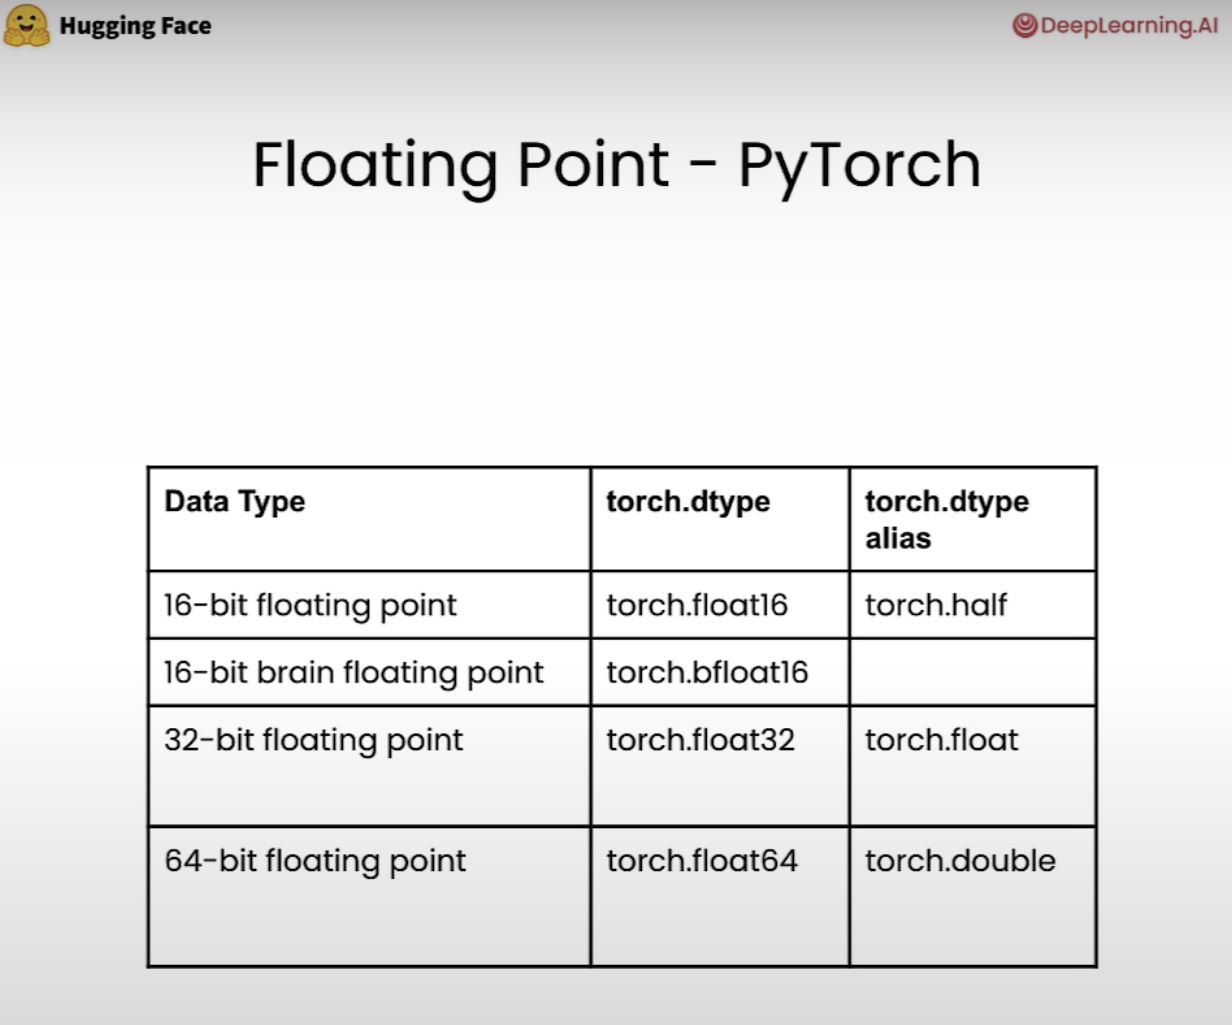 Hugging Face
DeepLearning.AI
Floating Point - PyTorch
Data Type torch.dtype torch.dtype
alias
16-bit floating point torch.float16 torch.half
16-bit brain floating point torch.bfloat16
32-bit floating point torch.float32 torch.float
64-bit floating point torch.float64 torch.double